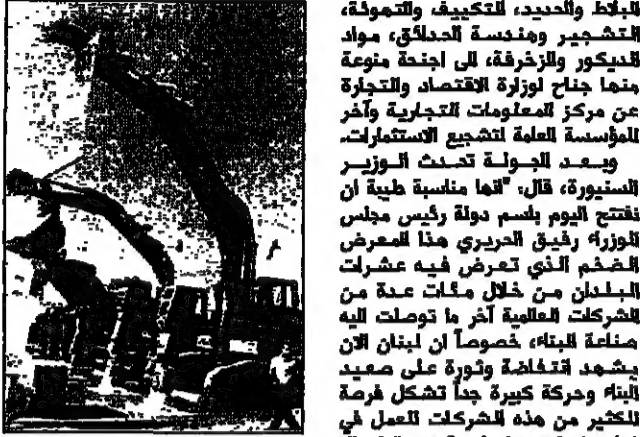 للبلاط والحديد، للتكييف والتهوئة،
التشجير وهندسة الحدائق، مواد
للديكور والزخرفة، الى اجنحة منوعة
منها جناح لوزارة الاقتصاد والتجارة
عن مركز المعلومات التجارية وآخر
للمؤسسة العامة لتشجيع الاستثمارات.
وبعد الجولة تحدث الوزير
السنيورة، قال: "انها مناسبة طيبة ان
نفتتح اليوم باسم دولة رئيس مجلس
الوزراء رفيق الحريري هذا المعرض
الضخم الذي تعرض فيه عشرات
البلدان من خلال مئات عدة من
الشركات العالمية آخر ما توصلت اليه
صناعة البناء، خصوصاً ان لبنان الان
يشهد انتفاضة وثورة على صعيد
البناء وحركة كبيرة جداً تشكل فرصة
للكثير من هذه الشركات للعمل في